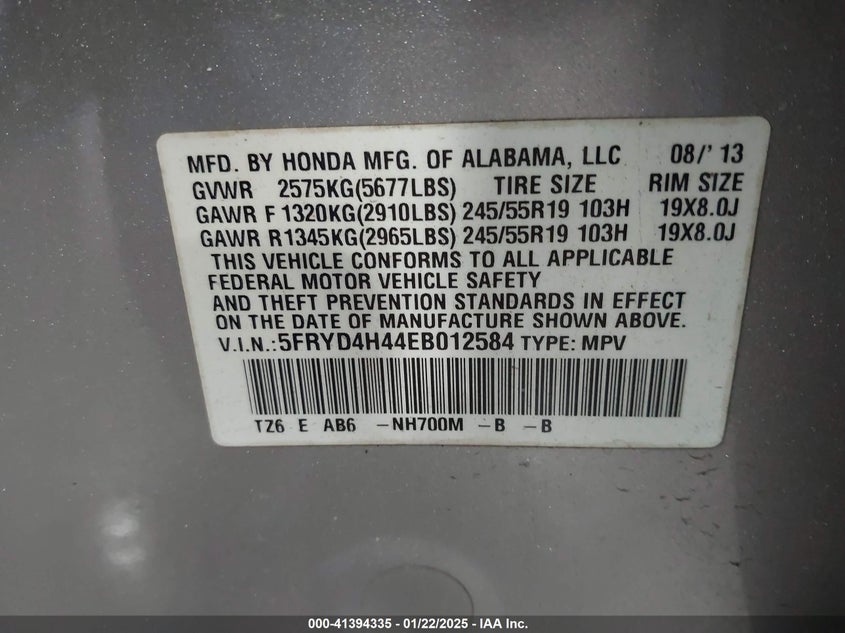 MFD. BY HONDA MFG. OF ALABAMA, LLC 08/'13
GVWR 2575KG(5677LBS) TIRE SIZE RIM SIZE
GAWR F 1320KG(2910LBS) 245/55R19 103H 19X8.0J
GAWR R 1345KG(2965LBS) 245/55R19 103H 19X8.0J
THIS VEHICLE CONFORMS TO ALL APPLICABLE
FEDERAL MOTOR VEHICLE SAFETY
AND THEFT PREVENTION STANDARDS IN EFFECT
ON THE DATE OF MANUFACTURE SHOWN ABOVE.
V.I.N.:5FRYD4H44EB012584 TYPE: MPV
TZ6 E AB6 -NH700M -B -B
000-41394335 - 01/22/2025 - IAA Inc.